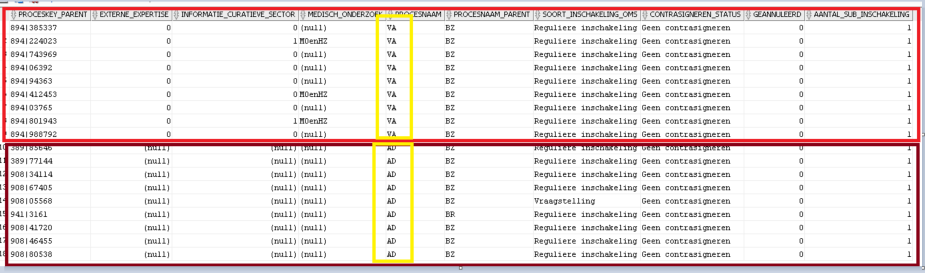 PROCESKEY_PARENT EXTERNE_EXPERTISE INFORMATIE_CURATIEVE_SECTOR MEDISCH_ONDERZOEK PROCESNAAM PROCESNAAM_PARENT SOORT_INSCHAKELING_OMS CONTRASIGNEREN_STATUS GEANNULEERD AANTAL_SUB_INSCHAKELING
894|385337 0 0 (null) VA BZ Reguliere inschakeling Geen contrasigneren 0 1
894|224023 0 1 MOenHZ VA BZ Reguliere inschakeling Geen contrasigneren 0 1
894|743969 0 0 (null) VA BZ Reguliere inschakeling Geen contrasigneren 0 1
894|06392 0 0 (null) VA BZ Reguliere inschakeling Geen contrasigneren 0 1
894|94363 0 0 (null) VA BZ Reguliere inschakeling Geen contrasigneren 0 1
894|412453 0 0 MOenHZ VA BZ Reguliere inschakeling Geen contrasigneren 0 1
894|03765 0 0 (null) VA BZ Reguliere inschakeling Geen contrasigneren 0 1
894|801943 0 1 MOenHZ VA BZ Reguliere inschakeling Geen contrasigneren 0 1
894|988792 0 0 (null) VA BZ Reguliere inschakeling Geen contrasigneren 0 1
389|85646 (null) (null) (null) AD BZ Reguliere inschakeling Geen contrasigneren 0 1
389|77144 (null) (null) (null) AD BZ Reguliere inschakeling Geen contrasigneren 0 1
908|34114 (null) (null) (null) AD BZ Reguliere inschakeling Geen contrasigneren 0 1
908|67405 (null) (null) (null) AD BZ Reguliere inschakeling Geen contrasigneren 0 1
908|05568 (null) (null) (null) AD BZ Vraagstelling Geen contrasigneren 0 1
941|3161 (null) (null) (null) AD BR Reguliere inschakeling Geen contrasigneren 0 1
908|41720 (null) (null) (null) AD BZ Reguliere inschakeling Geen contrasigneren 0 1
908|46455 (null) (null) (null) AD BZ Reguliere inschakeling Geen contrasigneren 0 1
908|80538 (null) (null) (null) AD BZ Reguliere inschakeling Geen contrasigneren 0 1